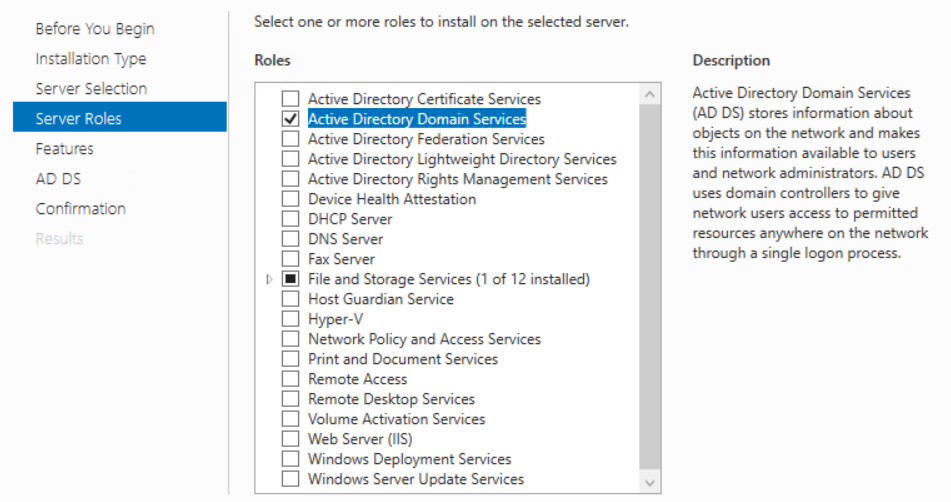 Before You Begin
Installation Type
Server Selection
Server Roles
Features
AD DS
Confirmation
Results
Select one or more roles to install on the selected server.
Roles
Active Directory Certificate Services
Active Directory Domain Services
Active Directory Federation Services
Active Directory Lightweight Directory Services
Active Directory Rights Management Services
Device Health Attestation
DHCP Server
DNS Server
Fax Server
File and Storage Services (1 of 12 installed)
Host Guardian Service
Hyper-V
Network Policy and Access Services
Print and Document Services
Remote Access
Remote Desktop Services
Volume Activation Services
Web Server (IIS)
Windows Deployment Services
Windows Server Update Services
Description
Active Directory Domain Services
(AD DS) stores information about
objects on the network and makes
this information available to users
and network administrators. AD DS
uses domain controllers to give
network users access to permitted
resources anywhere on the network
through a single logon process.